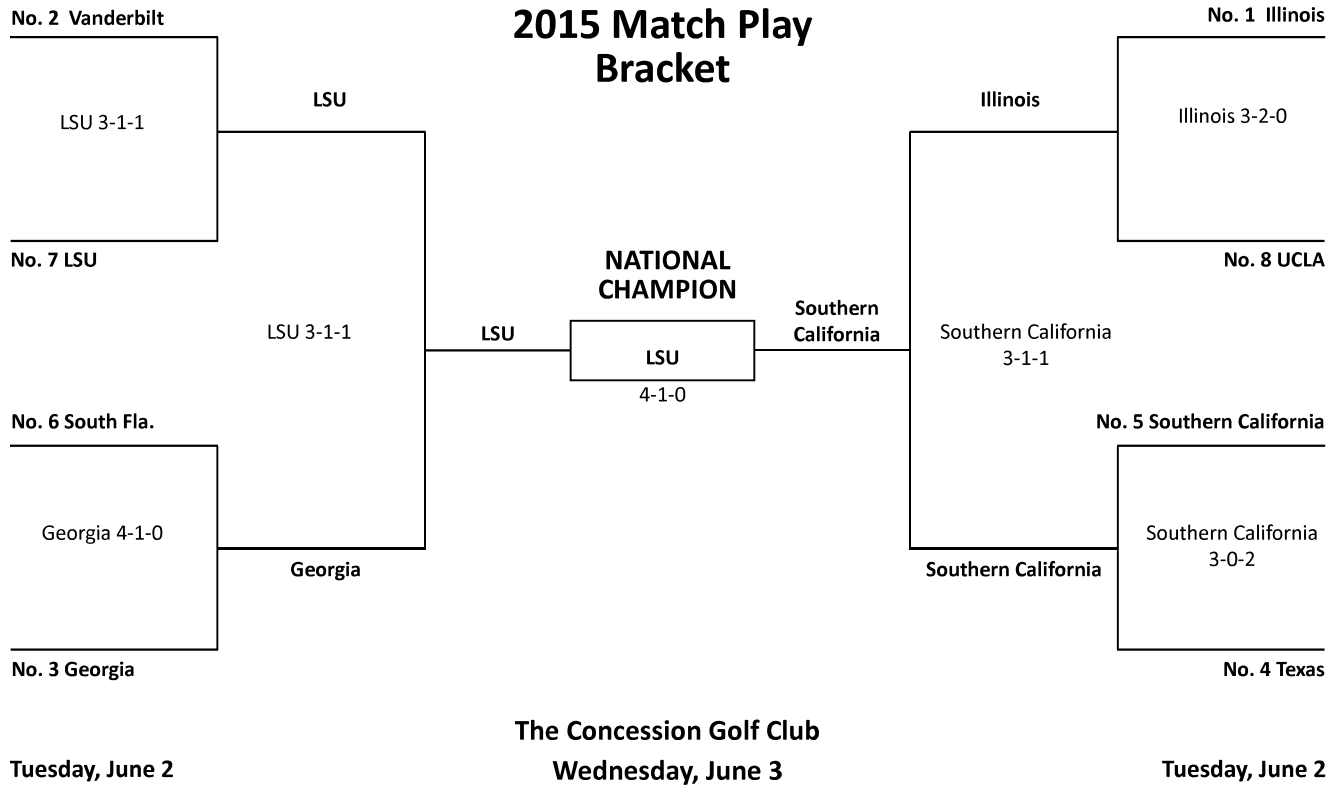 2015 Match Play
Bracket
No. 2 Vanderbilt
LSU 3-1-1
No. 7 LSU
LSU
LSU 3-1-1
No. 6 South Fla.
Georgia 4-1-0
No. 3 Georgia
Georgia
LSU
NATIONAL
CHAMPION
LSU
4-1-0
Southern
California
Illinois
Southern California
3-1-1
Southern California
No. 1 Illinois
Illinois 3-2-0
No. 8 UCLA
No. 5 Southern California
Southern California
3-0-2
No. 4 Texas
The Concession Golf Club
Tuesday, June 2
Wednesday, June 3
Tuesday, June 2